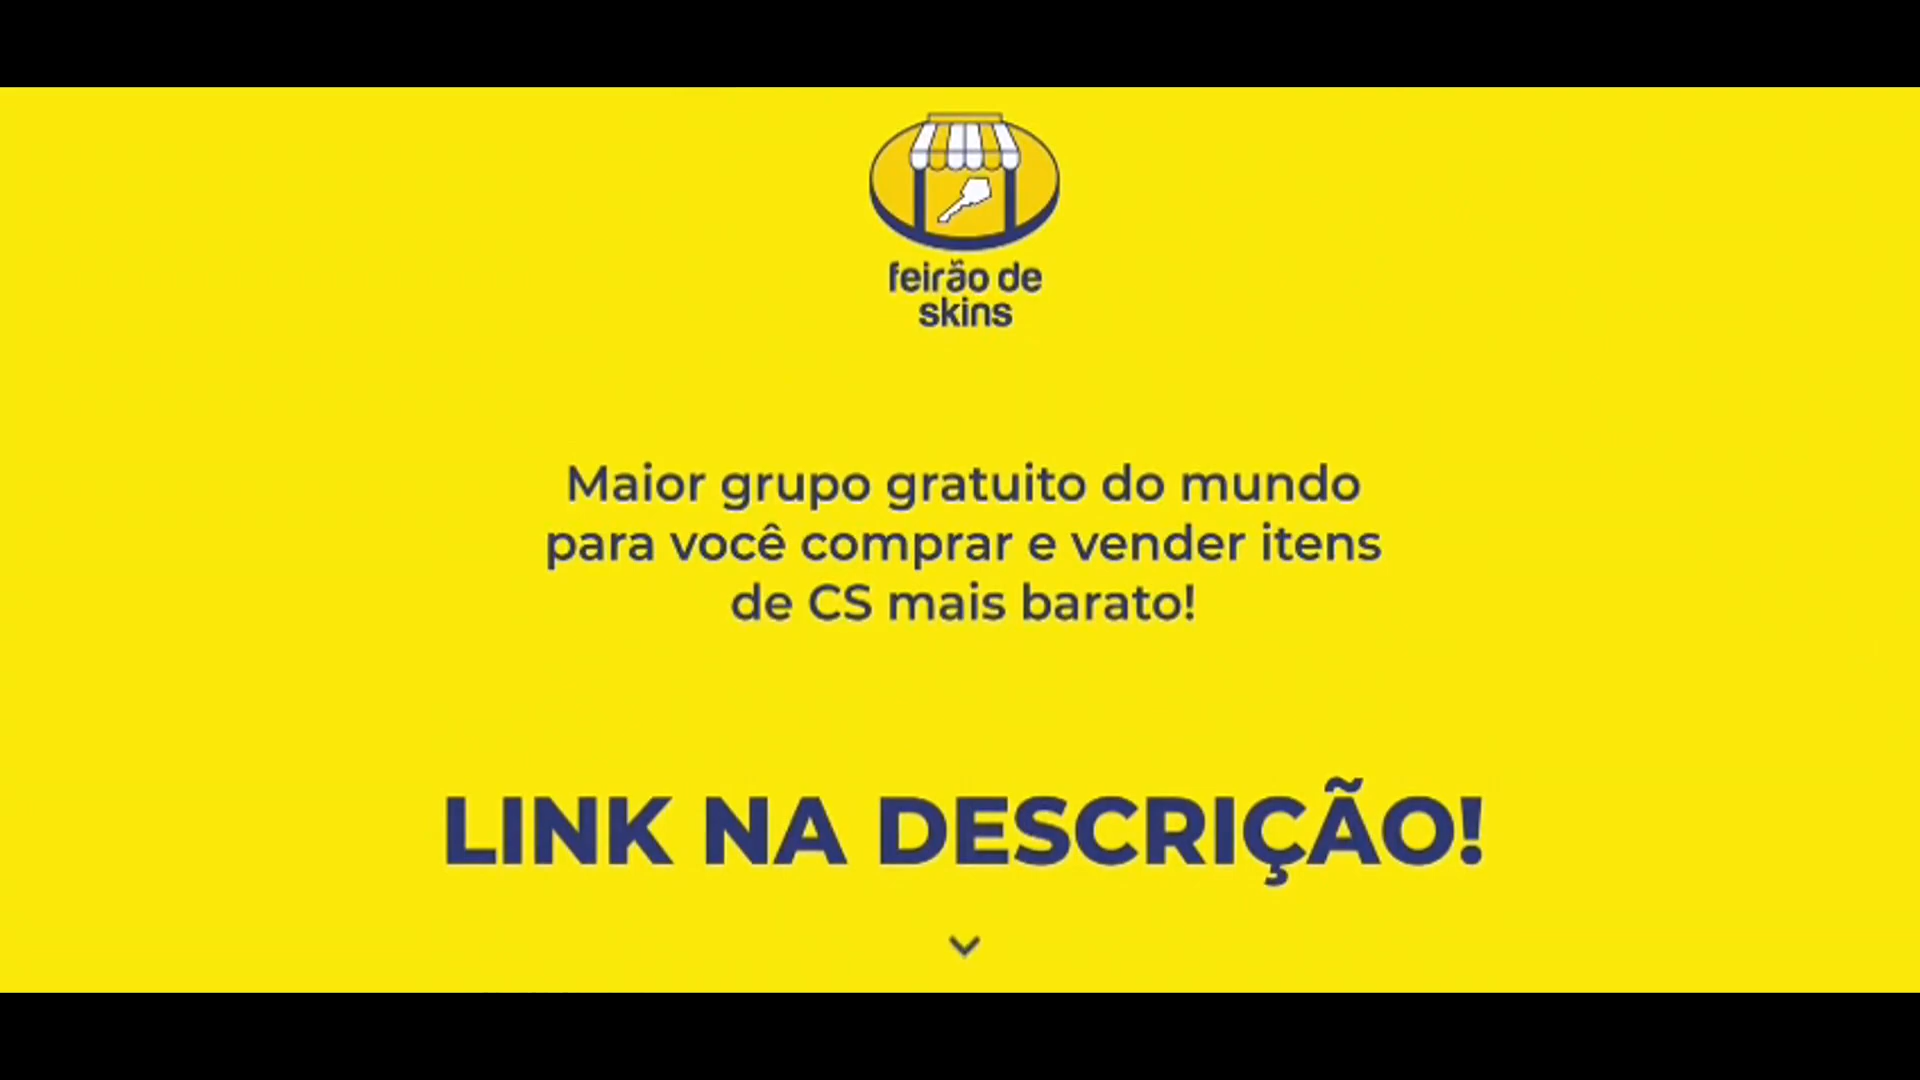 feirão de
skins
Maior grupo gratuito do mundo
para você comprar e vender itens
de CS mais barato!
LINK NA DESCRIÇÃO!